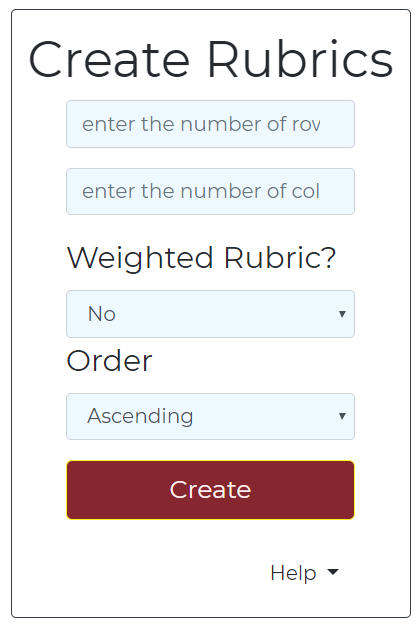 Create Rubrics
enter the number of rov
enter the number of col
Weighted Rubric?
No
Order
Ascending
Create
Help